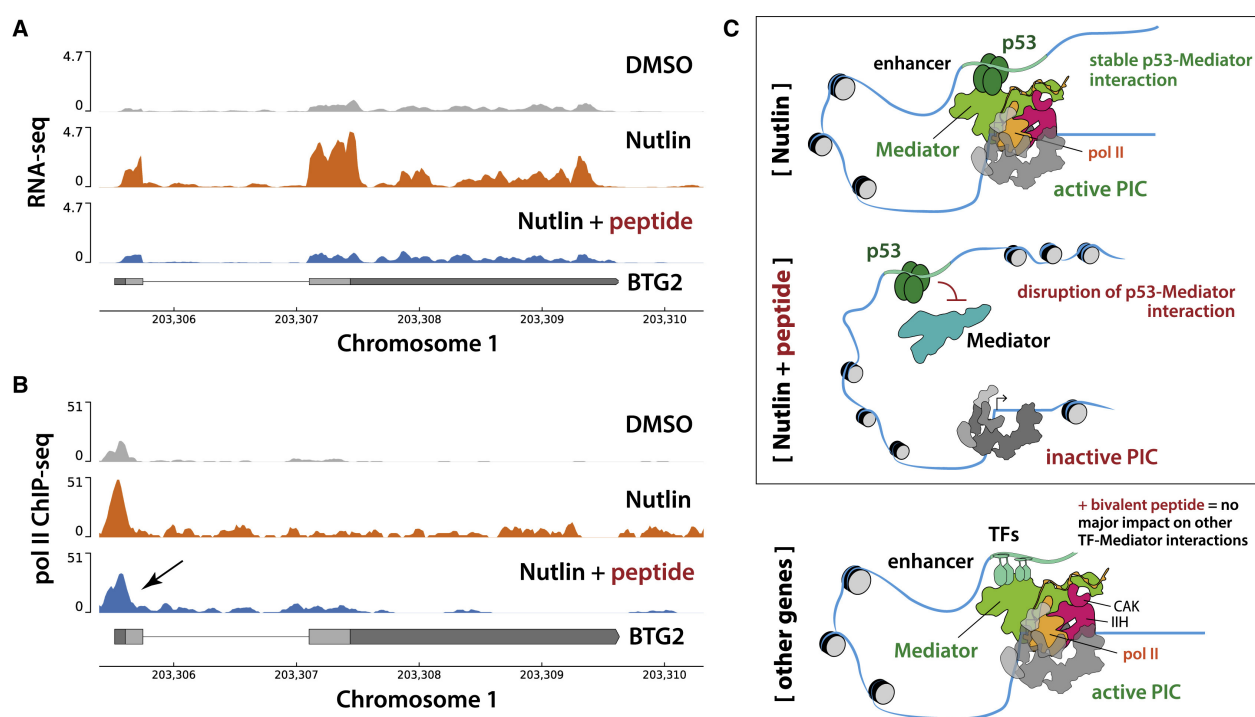 A
RNA-seq
4.7
0
DMSO
4.7
0
Nutlin
4.7
0
Nutlin + peptide
BTG2
203,306 203,307 203,308 203,309 203,310
Chromosome 1
B
pol II ChIP-seq
51
0
DMSO
51
0
Nutlin
51
0
Nutlin + peptide
BTG2
203,306 203,307 203,308 203,309 203,310
Chromosome 1
C
[ Nutlin ]
p53
enhancer
stable p53-Mediator
interaction
Mediator
pol II
active PIC
[ Nutlin + peptide ]
p53
disruption of p53-Mediator
interaction
Mediator
inactive PIC
[ other genes ]
+ bivalent peptide = no
major impact on other
TF-Mediator interactions
TFs
enhancer
CAK
IIH
Mediator
pol II
active PIC